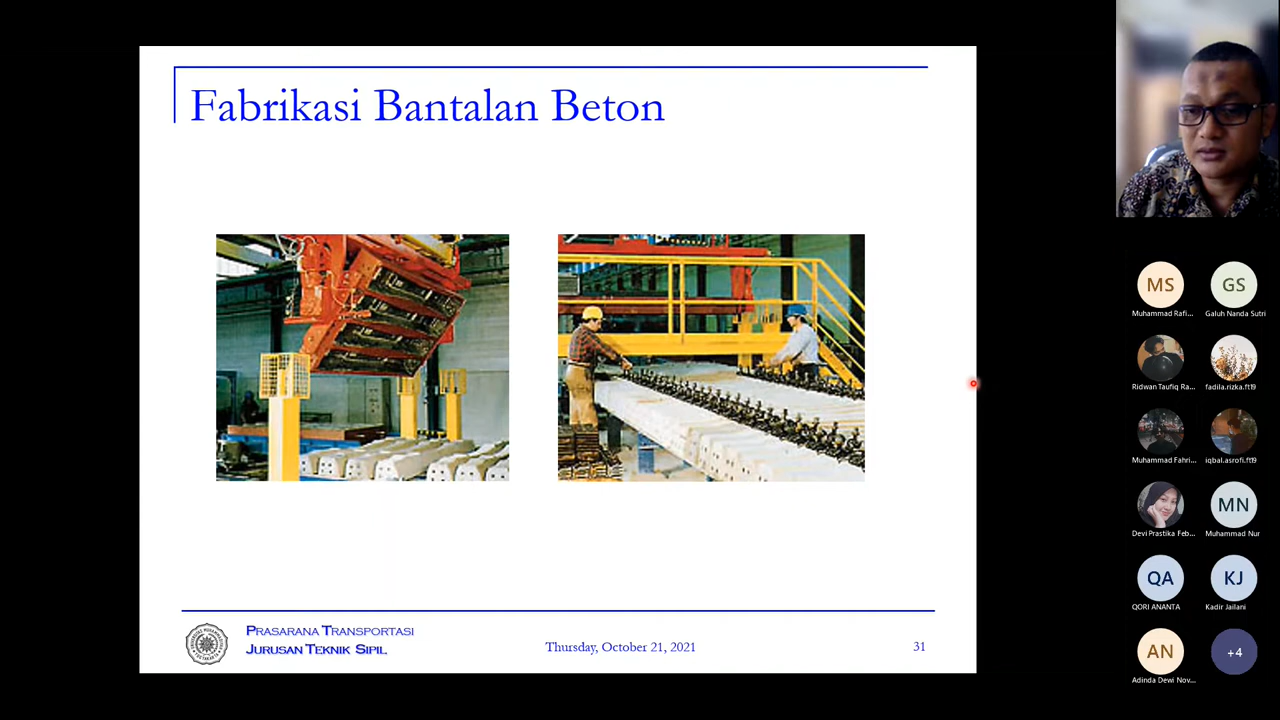 Fabrikasi Bantalan Beton
PRASARANA TRANSPORTASI
JURUSAN TEKNIK SIPIL
Thursday, October 21, 2021
31
MS
GS
Muhammad Rafi...
Galuh Nanda Sutri
Ridwan Taufiq Ra...
fadila.rizka.ft19
Muhammad Fahri...
iqbal.asrofi.ft19
MN
Devi Prastika Feb...
Muhammad Nur
QA
KJ
QORI ANANTA
Kadir Jailani
AN
+4
Adinda Dewi Nov...